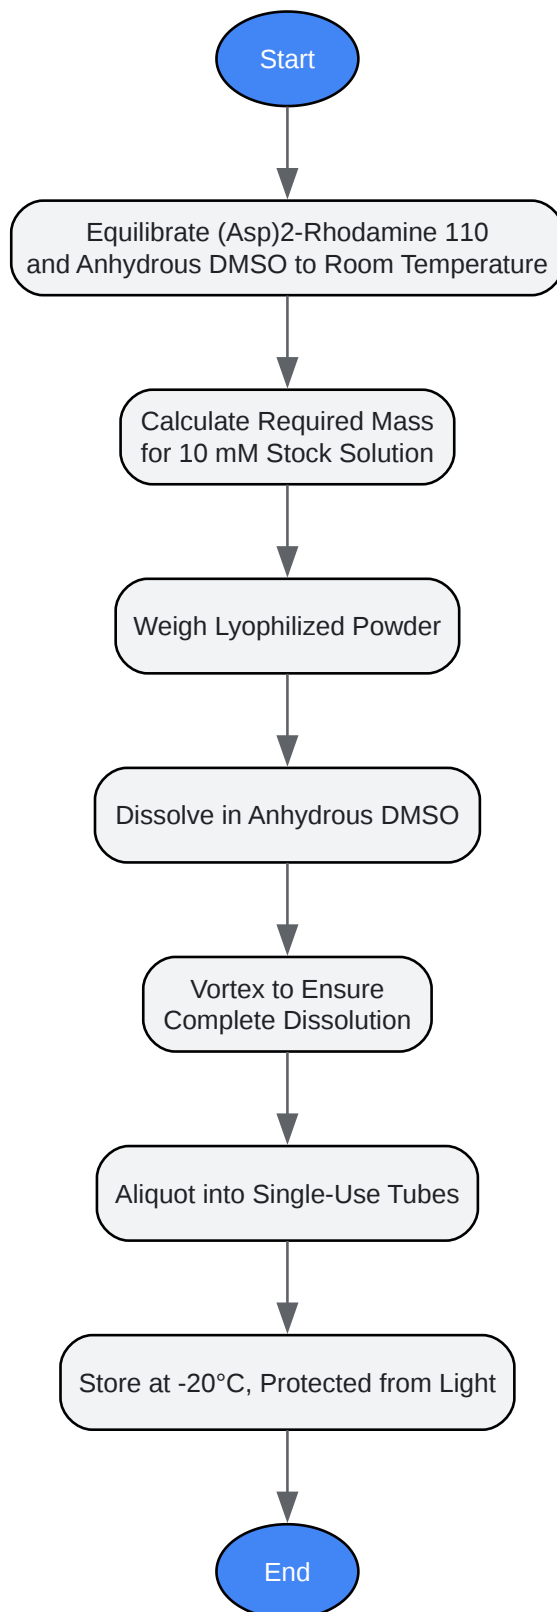 Start
Equilibrate (Asp)2-Rhodamine 110
and Anhydrous DMSO to Room Temperature
Calculate Required Mass
for 10 mM Stock Solution
Weigh Lyophilized Powder
Dissolve in Anhydrous DMSO
Vortex to Ensure
Complete Dissolution
Aliquot into Single-Use Tubes
Store at -20°C, Protected from Light
End